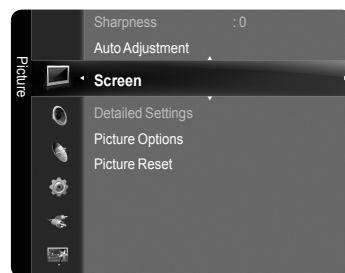 Picture
Sharpness : 0
Auto Adjustment
Screen
Detailed Settings
Picture Options
Picture Reset